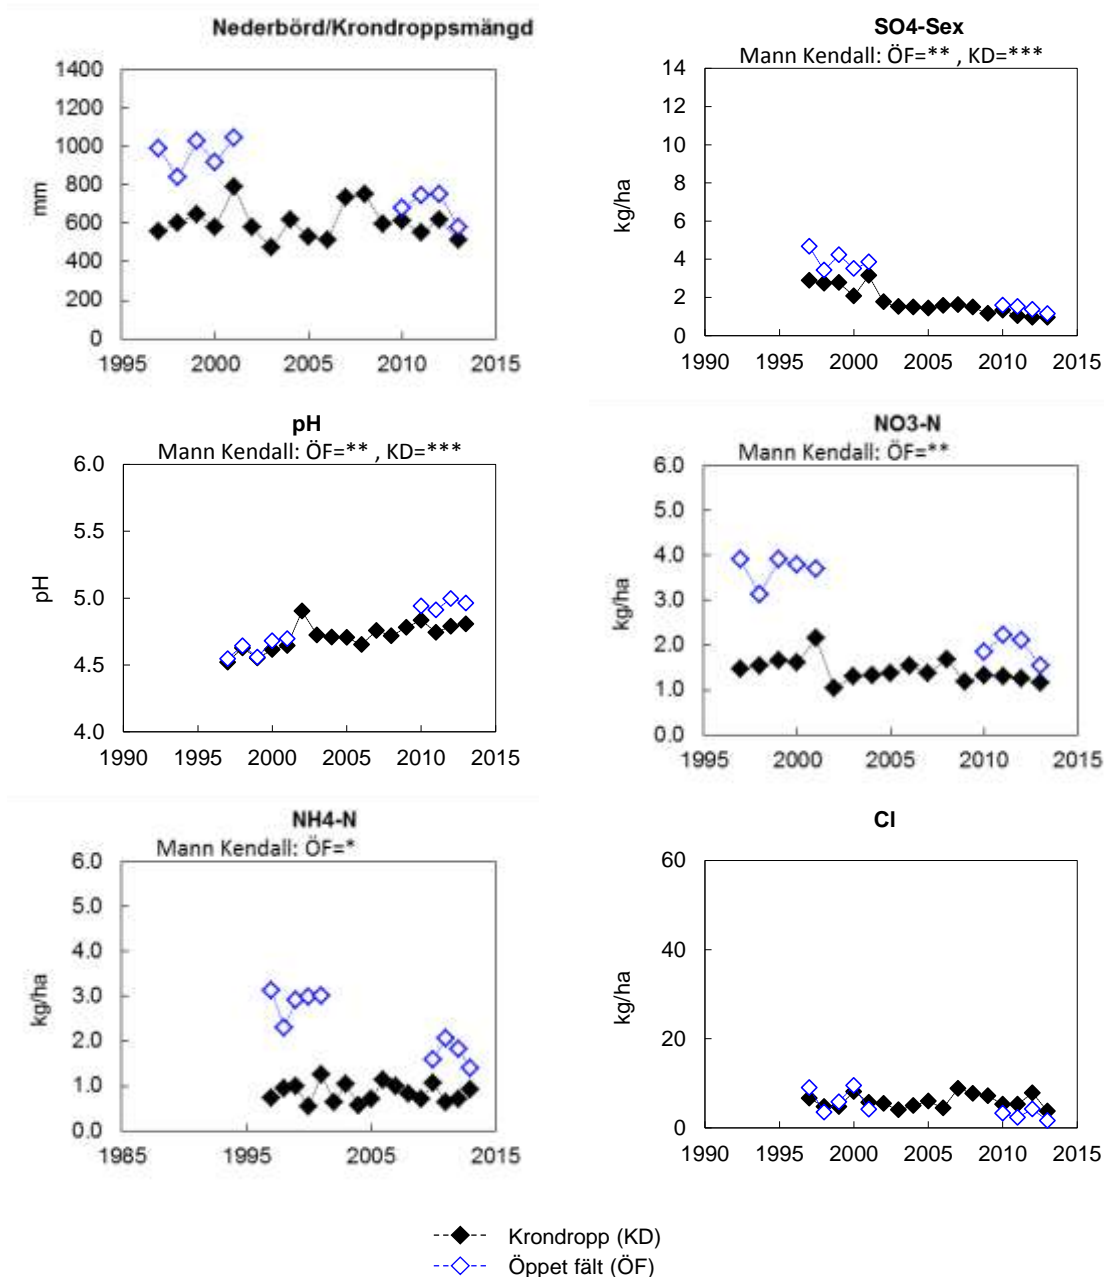 Nederbörd/Krondroppsmängd
1400
1200
1000
800
600
400
200
0
mm
1995 2000 2005 2010 2015
SO4-Sex
Mann Kendall: ÖF=** , KD=***
14
12
10
8
6
4
2
0
kg/ha
1990 1995 2000 2005 2010 2015
pH
Mann Kendall: ÖF=** , KD=***
6.0
5.5
5.0
4.5
4.0
pH
1990 1995 2000 2005 2010 2015
NO3-N
Mann Kendall: ÖF=**
6.0
5.0
4.0
3.0
2.0
1.0
0.0
kg/ha
1995 2000 2005 2010 2015
NH4-N
Mann Kendall: ÖF=*
6.0
5.0
4.0
3.0
2.0
1.0
0.0
kg/ha
1985 1995 2005 2015
Cl
60
40
20
0
kg/ha
1990 1995 2000 2005 2010 2015
Krondropp (KD)
Öppet fält (ÖF)